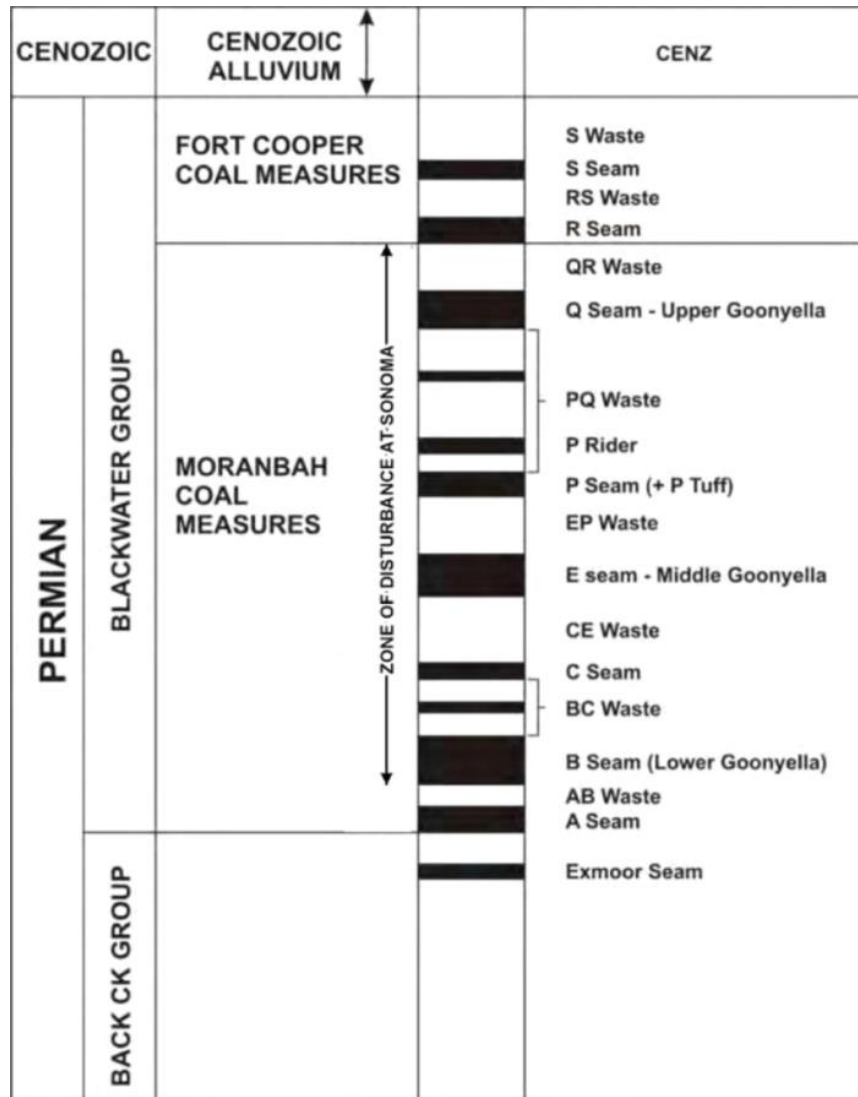 CENOZOIC
CENOZOIC
ALLUVIUM
CENZ
PERMIAN
BLACKWATER GROUP
FORT COOPER
COAL MEASURES
S Waste
S Seam
RS Waste
R Seam
MORANBAH
COAL
MEASURES
ZONE OF DISTURBANCE AT SONOMA
QR Waste
Q Seam - Upper Goonyella
PQ Waste
P Rider
P Seam (+ P Tuff)
EP Waste
E seam - Middle Goonyella
CE Waste
C Seam
BC Waste
B Seam (Lower Goonyella)
AB Waste
A Seam
BACK CK GROUP
Exmoor Seam